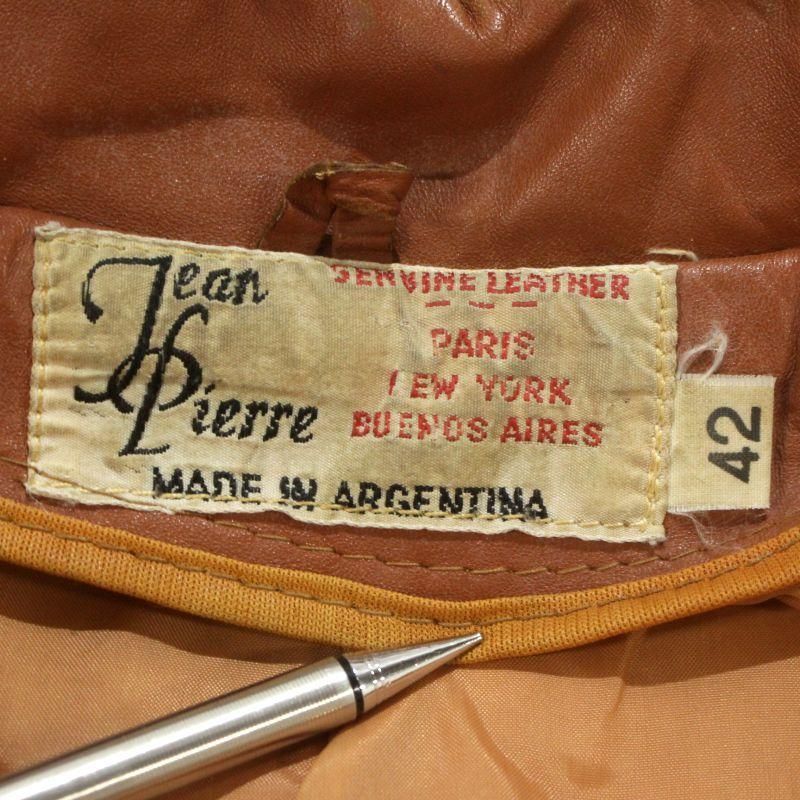 Jean
Pierre
GENUINE LEATHER
PARIS
NEW YORK
BUENOS AIRES
MADE IN ARGENTINA
42